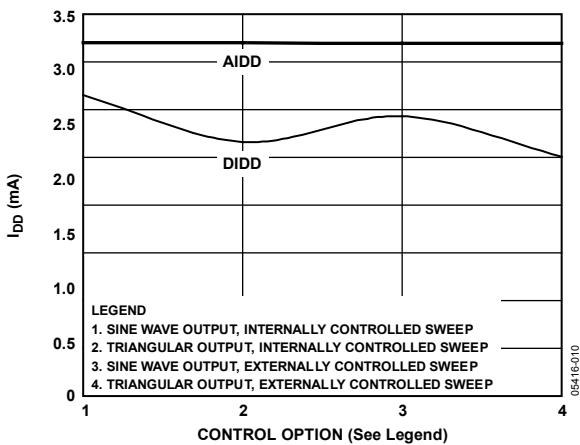 3.5
3.0
2.5
2.0
1.5
1.0
0.5
0
I_DD (mA)
AIDD
DIDD
LEGEND
1. SINE WAVE OUTPUT, INTERNALLY CONTROLLED SWEEP
2. TRIANGULAR OUTPUT, INTERNALLY CONTROLLED SWEEP
3. SINE WAVE OUTPUT, EXTERNALLY CONTROLLED SWEEP
4. TRIANGULAR OUTPUT, EXTERNALLY CONTROLLED SWEEP
1 2 3 4
CONTROL OPTION (See Legend)
05416-010